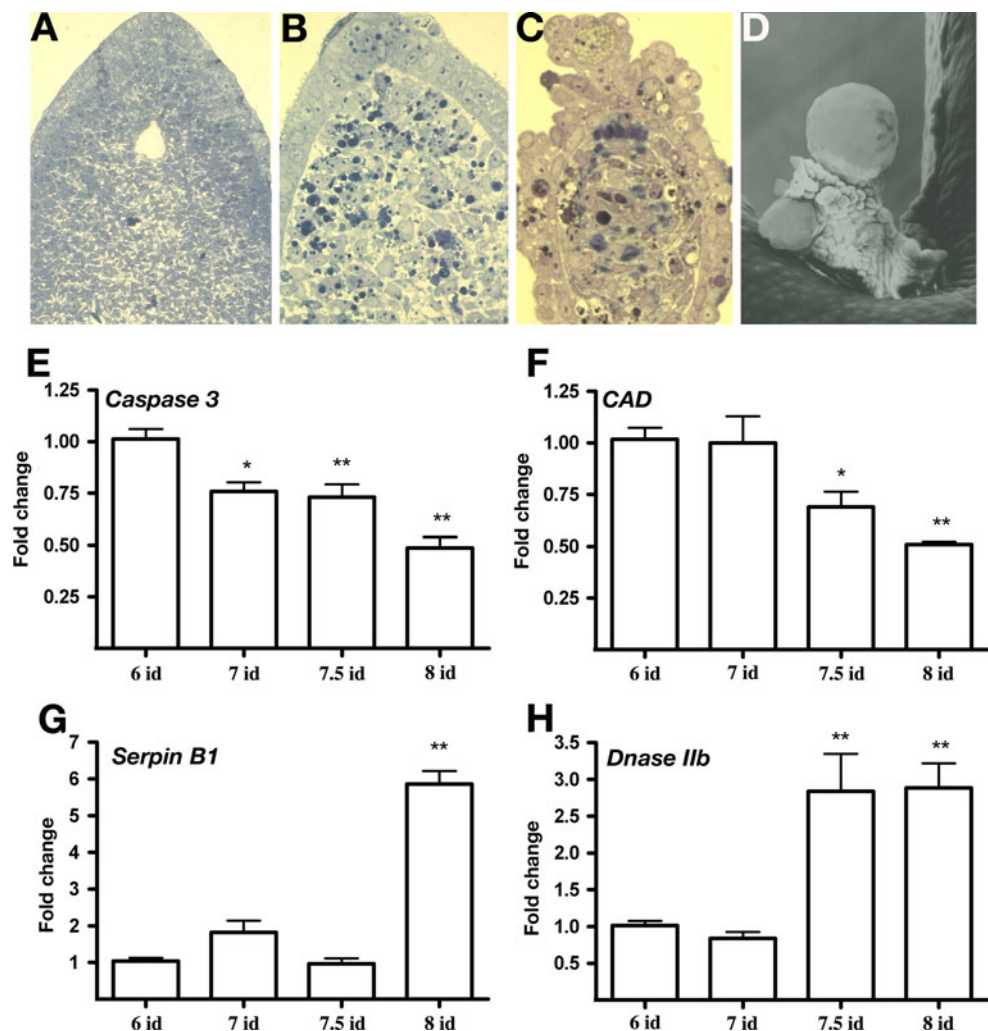 A B C D
E F
Caspase 3 CAD
1.25 1.25
1.00 1.00
0.75 0.75
0.50 0.50
0.25 0.25
Fold change Fold change
* ** ** * **
6 id 7 id 7.5 id 8 id 6 id 7 id 7.5 id 8 id
G H
Serpin B1 Dnase IIb
7 3.5
6 3.0
5 2.5
4 2.0
3 1.5
2 1.0
1 0.5
Fold change Fold change
** ** **
6 id 7 id 7.5 id 8 id 6 id 7 id 7.5 id 8 id